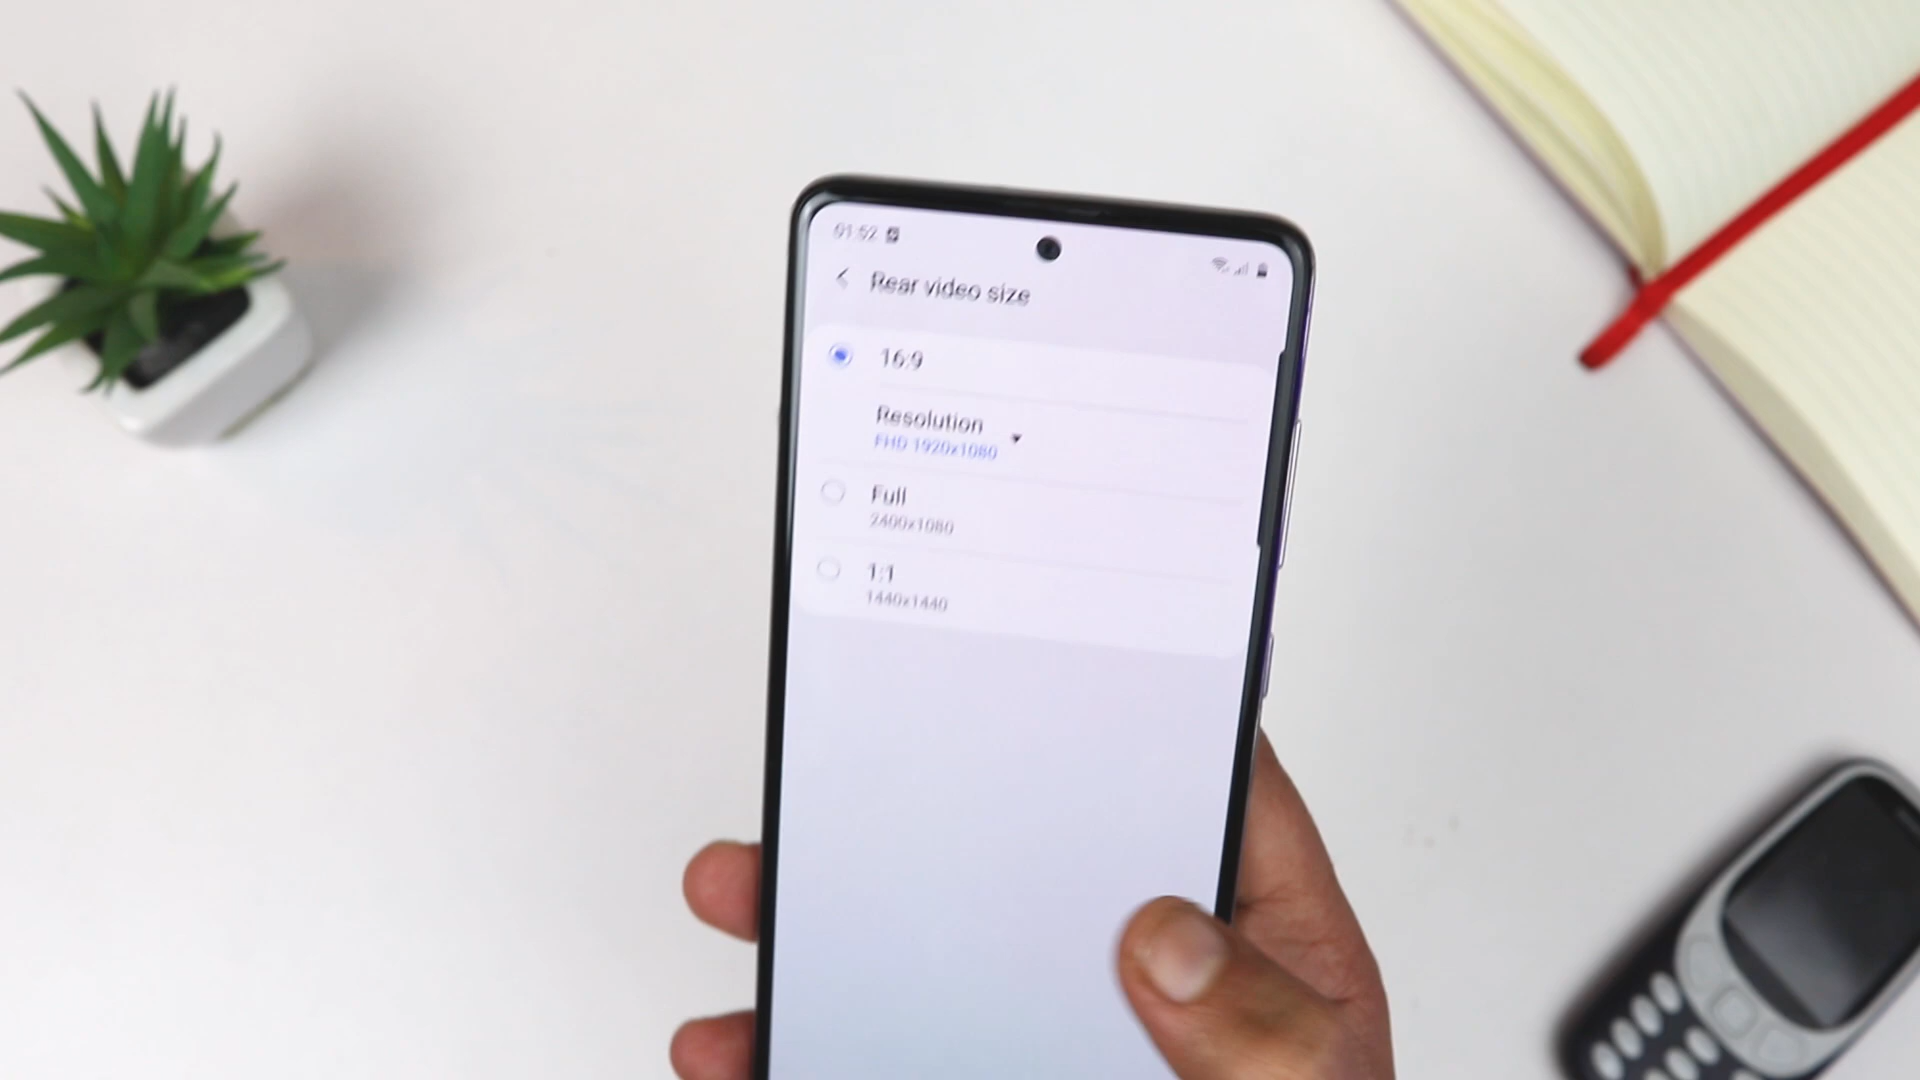 01:52
Rear video size
16:9
Resolution
FHD 1920x1080
Full
2400x1080
1:1
1440x1440